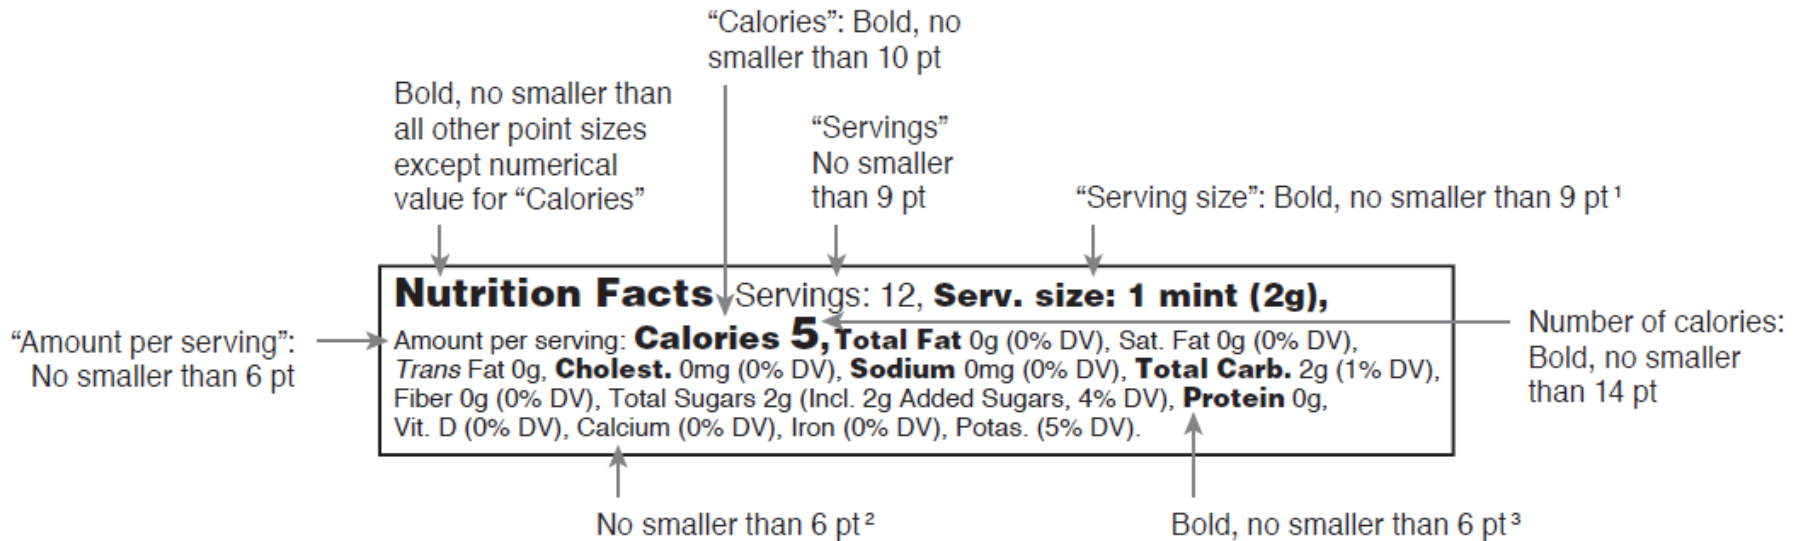 “Calories”: Bold, no
smaller than 10 pt
Bold, no smaller than
all other point sizes
except numerical
value for “Calories”
“Servings”
No smaller
than 9 pt
“Serving size”: Bold, no smaller than 9 pt¹
Nutrition Facts Servings: 12, Serv. size: 1 mint (2g),
Amount per serving: Calories 5, Total Fat 0g (0% DV), Sat. Fat 0g (0% DV),
Trans Fat 0g, Cholest. 0mg (0% DV), Sodium 0mg (0% DV), Total Carb. 2g (1% DV),
Fiber 0g (0% DV), Total Sugars 2g (Incl. 2g Added Sugars, 4% DV), Protein 0g,
Vit. D (0% DV), Calcium (0% DV), Iron (0% DV), Potas. (5% DV).
“Amount per serving”:
No smaller than 6 pt
Number of calories:
Bold, no smaller
than 14 pt
No smaller than 6 pt²
Bold, no smaller than 6 pt³